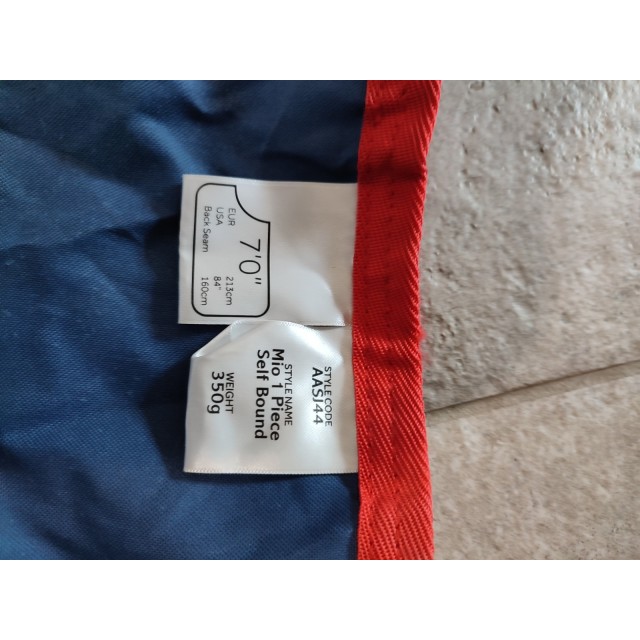 7'0"
EUR 213cm
USA 84"
Back Seam 160cm
STYLE CODE
AASJ44
STYLE NAME
Mio 1 Piece
Self Bound
WEIGHT
350g